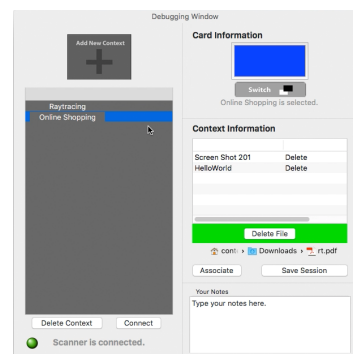 Debugging Window
Add New Context
Raytracing
Online Shopping
Delete Context
Connect
Scanner is connected.
Card Information
Switch
Online Shopping is selected.
Context Information
Screen Shot 201 Delete
HelloWorld Delete
Delete File
Downloads rt.pdf
Associate
Save Session
Your Notes
Type your notes here.